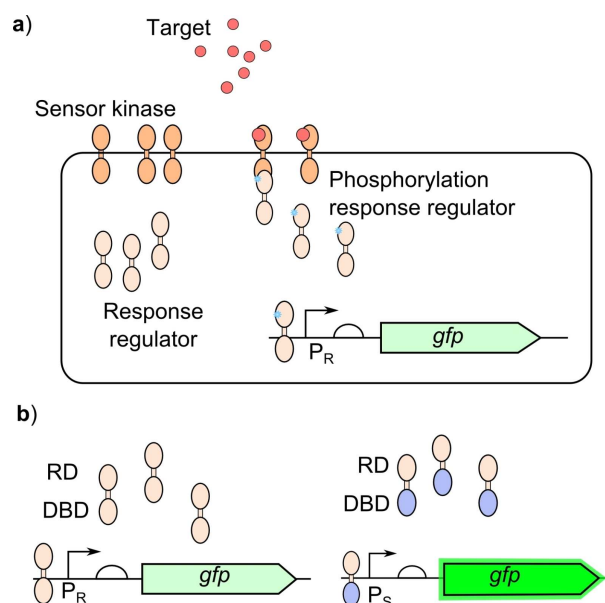 a)
Target
Sensor kinase
Phosphorylation
response regulator
Response
regulator
P_R
gfp
b)
RD
DBD
P_R
gfp
RD
DBD
P_S
gfp